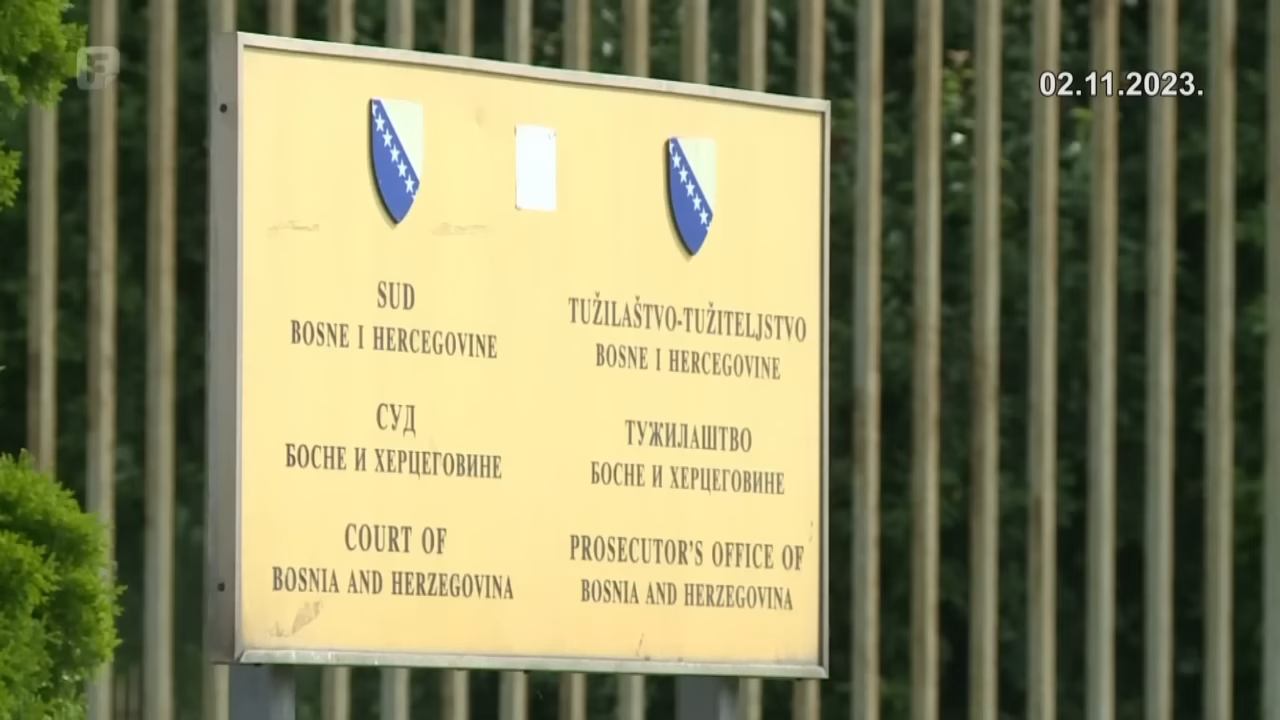 02.11.2023.
SUD
BOSNE I HERCEGOVINE
СУД
БОСНЕ И ХЕРЦЕГОВИНЕ
COURT OF
BOSNIA AND HERZEGOVINA
TUŽILAŠTVO-TUŽITELJSTVO
BOSNE I HERCEGOVINE
ТУЖИЛАШТВО
БОСНЕ И ХЕРЦЕГОВИНЕ
PROSECUTOR'S OFFICE OF
BOSNIA AND HERZEGOVINA